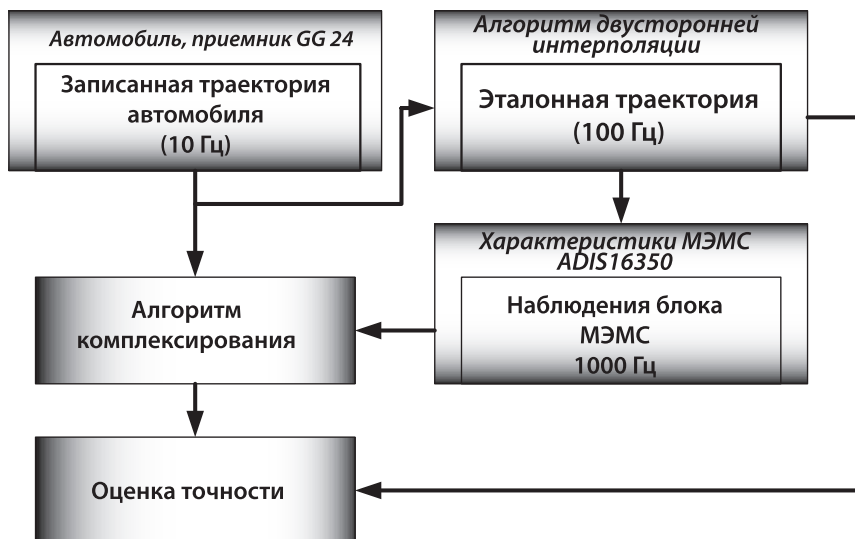 Автомобиль, приемник GG 24
Записанная траектория
автомобиля
(10 Гц)
Алгоритм двусторонней
интерполяции
Эталонная траектория
(100 Гц)
Характеристики МЭМС
ADIS16350
Наблюдения блока
МЭМС
1000 Гц
Алгоритм
комплексирования
Оценка точности